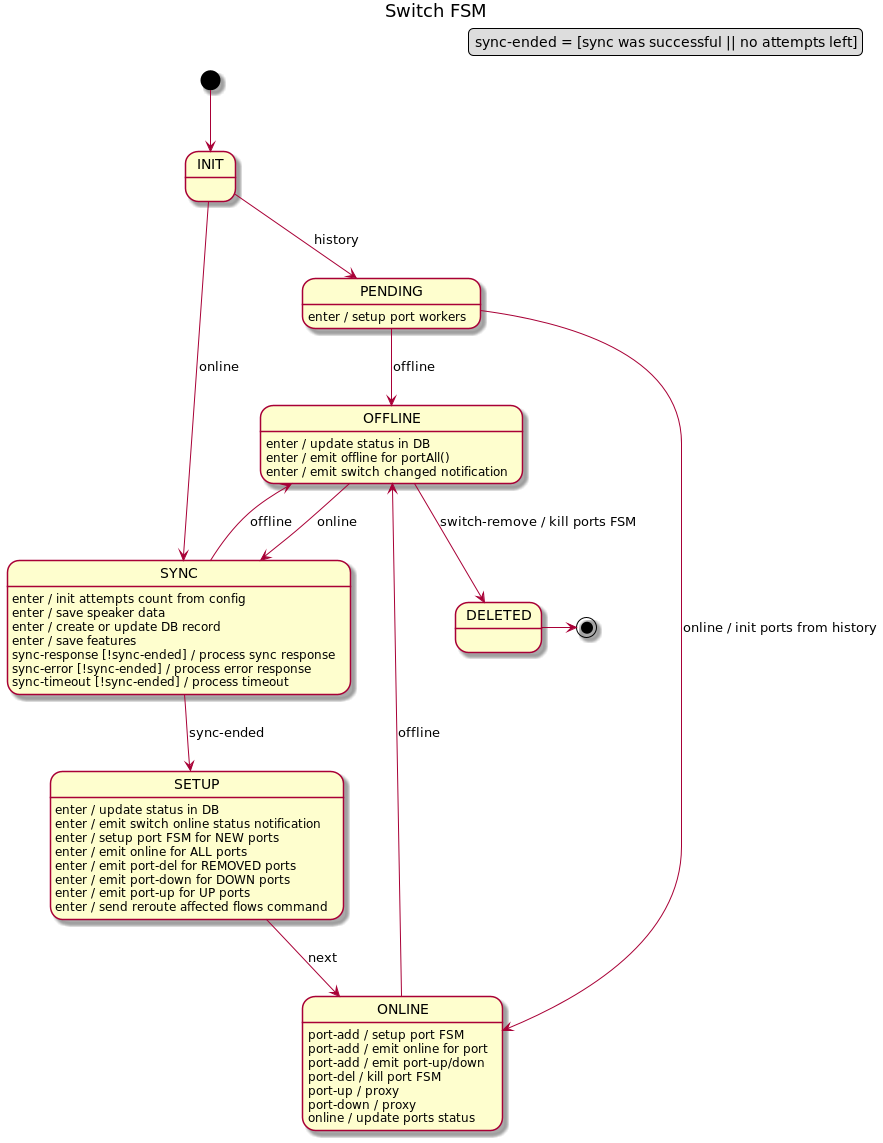 Switch FSM
sync-ended = [sync was successful || no attempts left]
INIT
history
PENDING
enter / setup port workers
online
offline
OFFLINE
enter / update status in DB
enter / emit offline for portAll()
enter / emit switch changed notification
offline
online
switch-remove / kill ports FSM
SYNC
enter / init attempts count from config
enter / save speaker data
enter / create or update DB record
enter / save features
sync-response [!sync-ended] / process sync response
sync-error [!sync-ended] / process error response
sync-timeout [!sync-ended] / process timeout
DELETED
online / init ports from history
sync-ended
offline
SETUP
enter / update status in DB
enter / emit switch online status notification
enter / setup port FSM for NEW ports
enter / emit online for ALL ports
enter / emit port-del for REMOVED ports
enter / emit port-down for DOWN ports
enter / emit port-up for UP ports
enter / send reroute affected flows command
next
ONLINE
port-add / setup port FSM
port-add / emit online for port
port-add / emit port-up/down
port-del / kill port FSM
port-up / proxy
port-down / proxy
online / update ports status